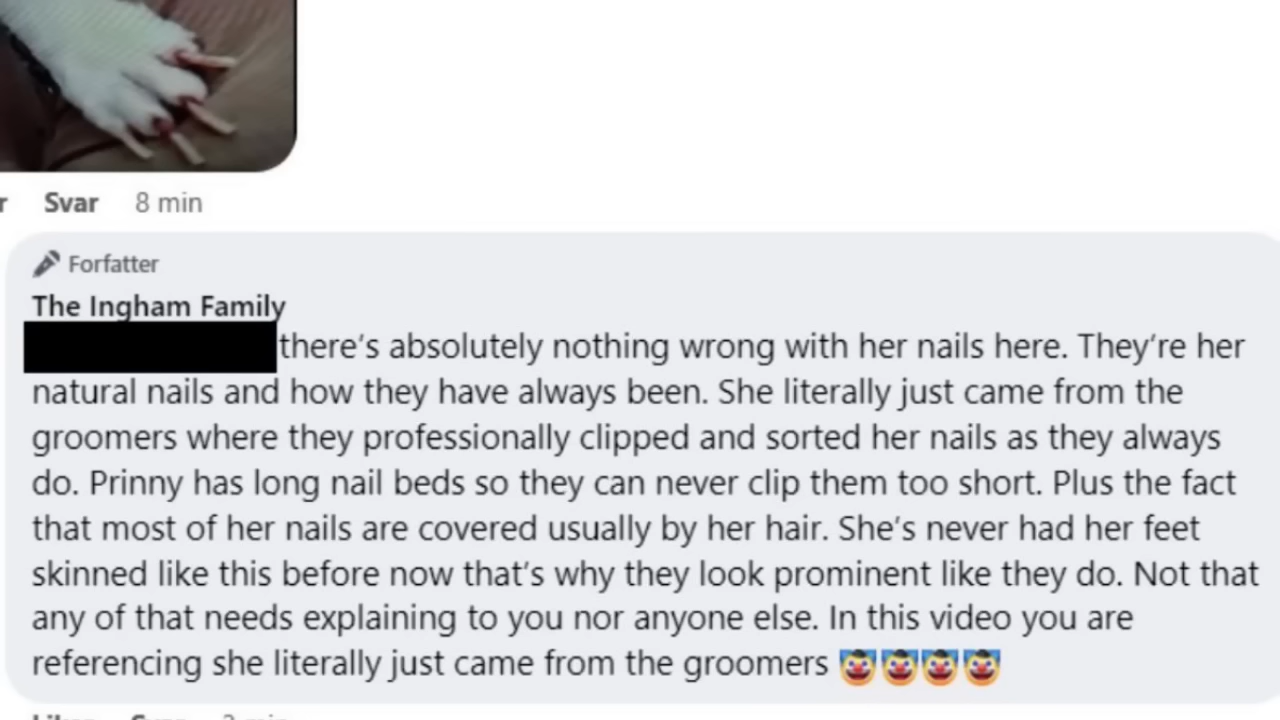 r Svar 8 min
Forfatter
The Ingham Family
there's absolutely nothing wrong with her nails here. They're her
natural nails and how they have always been. She literally just came from the
groomers where they professionally clipped and sorted her nails as they always
do. Prinny has long nail beds so they can never clip them too short. Plus the fact
that most of her nails are covered usually by her hair. She's never had her feet
skinned like this before now that's why they look prominent like they do. Not that
any of that needs explaining to you nor anyone else. In this video you are
referencing she literally just came from the groomers 🤡🤡🤡🤡